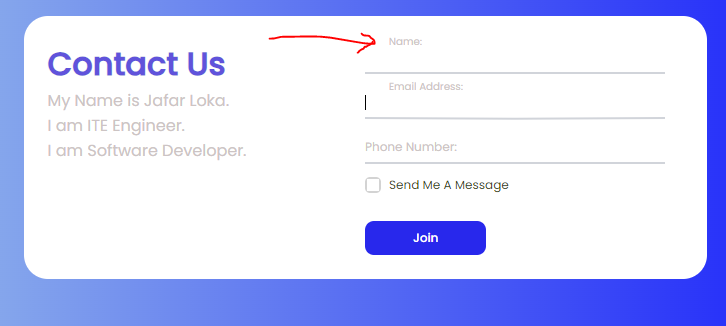 Contact Us
My Name is Jafar Loka.
I am ITE Engineer.
I am Software Developer.
Name:
Email Address:
Phone Number:
Send Me A Message
Join